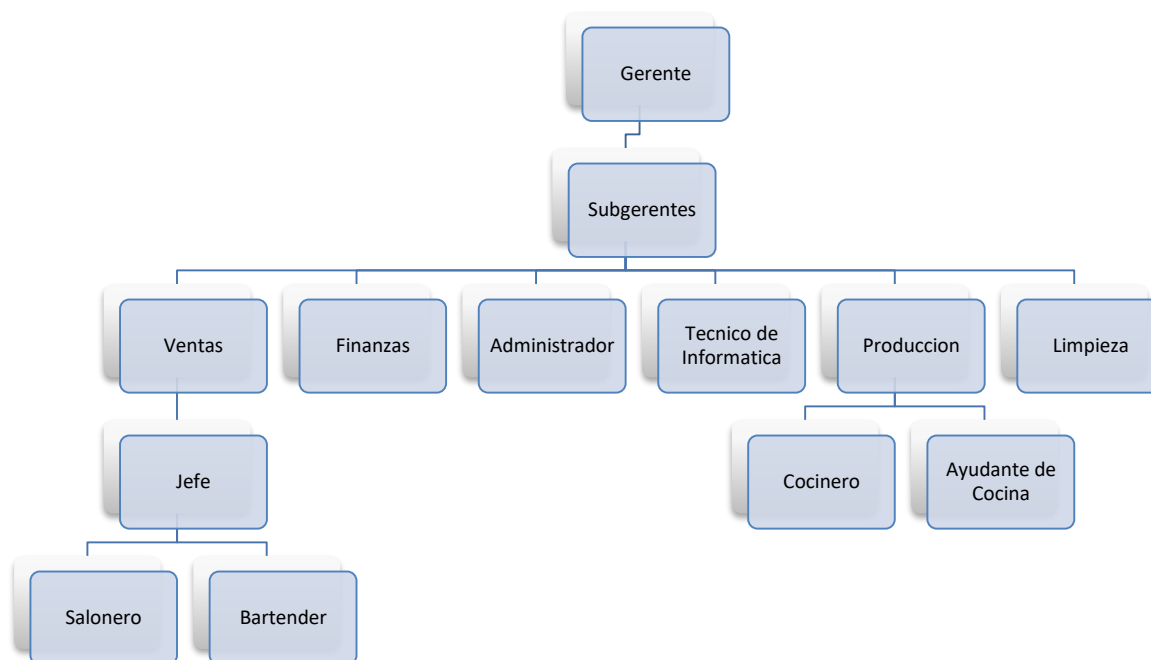 Gerente
Subgerentes
Ventas
Finanzas
Administrador
Tecnico de
Informatica
Produccion
Limpieza
Jefe
Cocinero
Ayudante de
Cocina
Salonero
Bartender